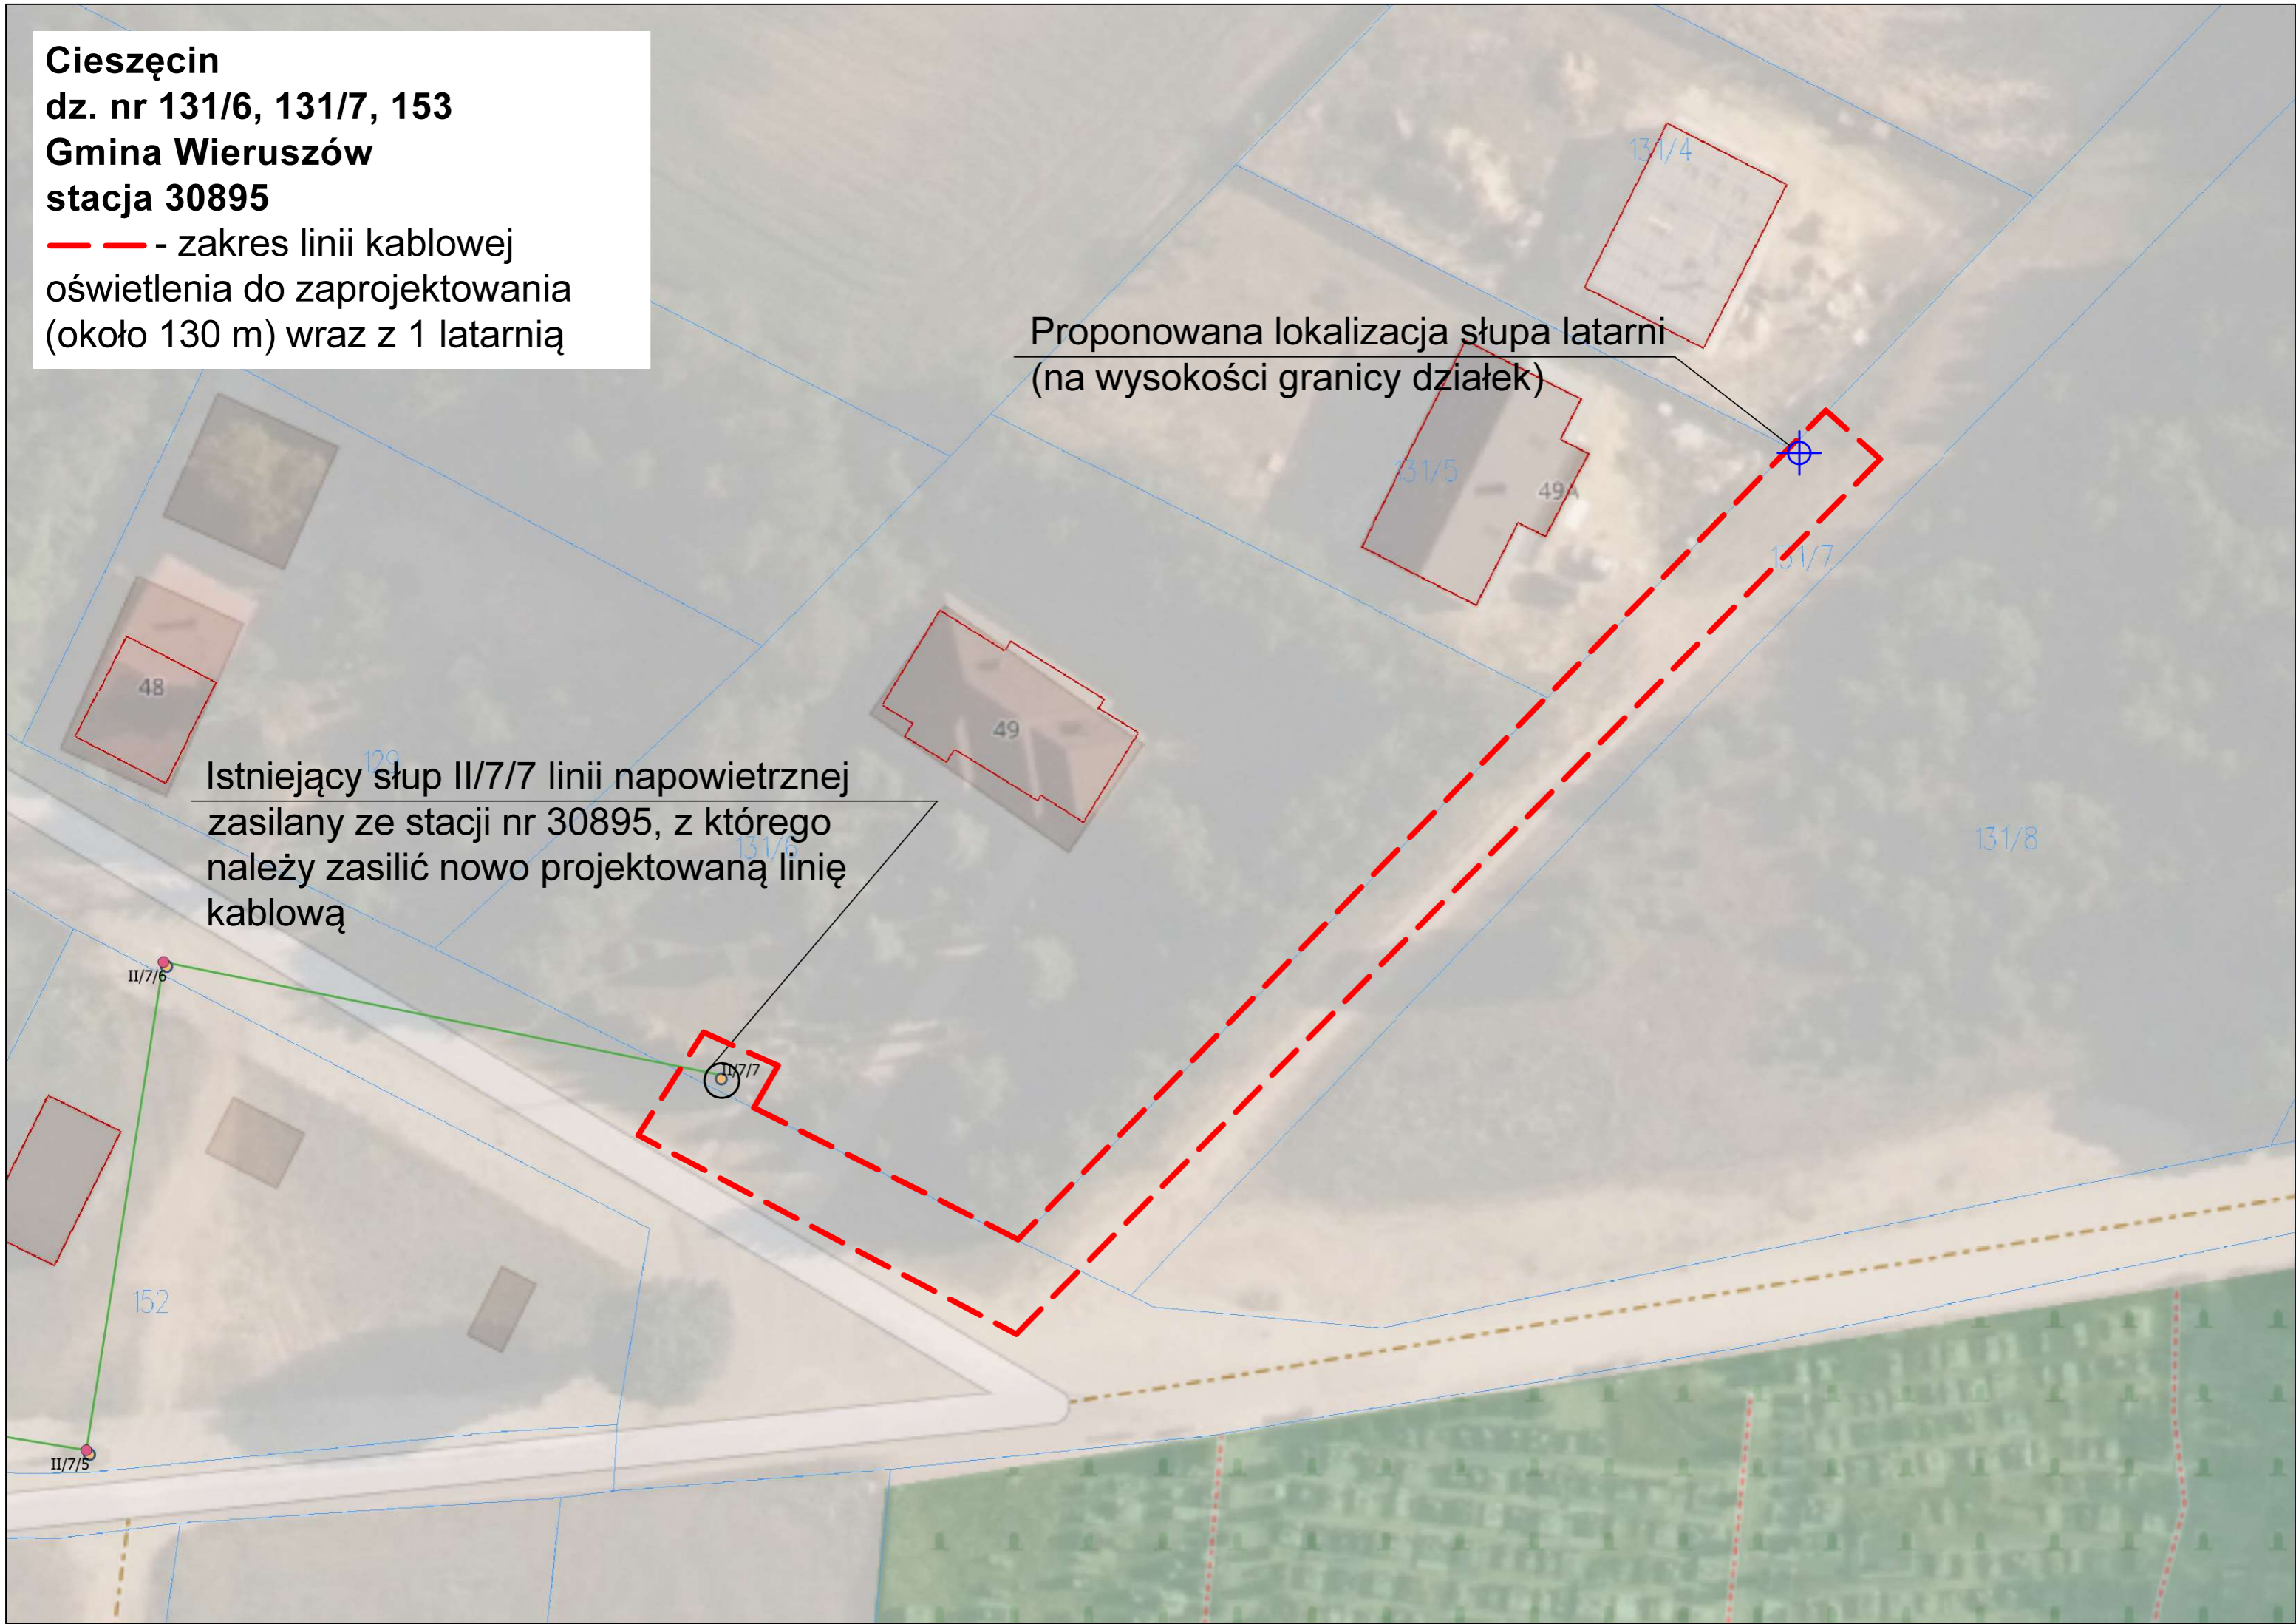 Cieszęcin
dz. nr 131/6, 131/7, 153
Gmina Wieruszów
stacja 30895
- zakres linii kablowej
oświetlenia do zaprojektowania
(około 130 m) wraz z 1 latarnią
131/4
Proponowana lokalizacja słupa latarni
(na wysokości granicy działek)
131/5
49A
131/7
48
49
129
Istniejący słup II/7/7 linii napowietrznej
zasilany ze stacji nr 30895, z którego
należy zasilić nowo projektowaną linię
kablową
131/6
131/8
II/7/6
II/7/7
152
II/7/5